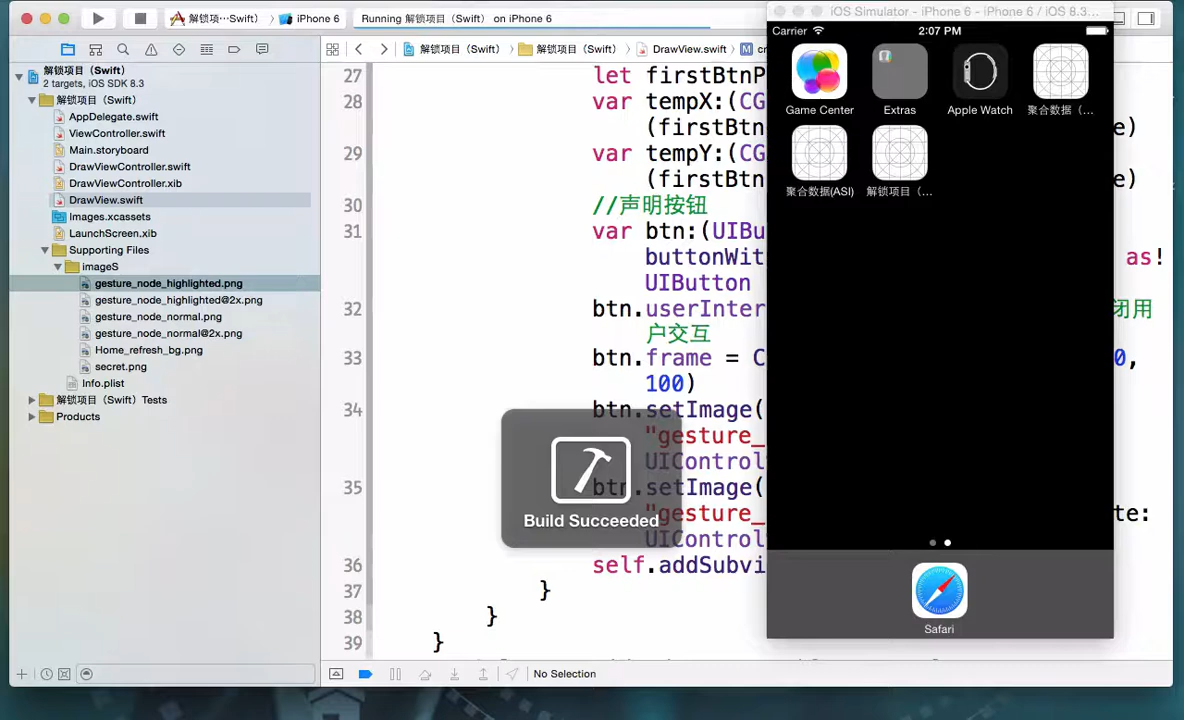 解锁项⋯Swift)
iPhone 6
Running 解锁项目（Swift） on iPhone 6
iOS Simulator - iPhone 6 - iPhone 6 / iOS 8.3...
解锁项目（Swift）
解锁项目（Swift）
DrawView.swift
M
解锁项目（Swift）
2 targets, iOS SDK 8.3
解锁项目（Swift）
AppDelegate.swift
ViewController.swift
Main.storyboard
DrawViewController.swift
DrawViewController.xib
DrawView.swift
Images.xcassets
LaunchScreen.xib
Supporting Files
imageS
gesture_node_highlighted.png
gesture_node_highlighted@2x.png
gesture_node_normal.png
gesture_node_normal@2x.png
Home_refresh_bg.png
secret.png
Info.plist
解锁项目（Swift）Tests
Products
27 let firstBtnP
28 var tempX:(CG
(firstBtn )
29 var tempY:(CG
(firstBtn )
30 //声明按钮
31 var btn:(UIBu
buttonWit as!
UIButton
32 btn.userInter 闭用
户交互
33 btn.frame = C 0,
100)
34 btn.setImage(
"gesture_
UIControl
35 btn.setImage(
"gesture_ te:
UIControl
36 self.addSubvi
37 }
38 }
39 }
Build Succeeded
No Selection
Carrier 2:07 PM
Game Center
Extras
Apple Watch
聚合数据（...
聚合数据(ASI)
解锁项目（...
Safari